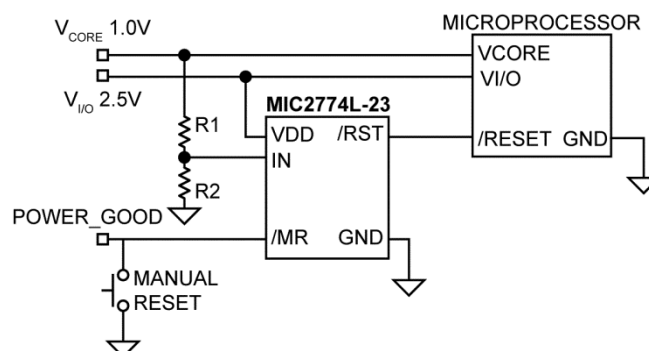 MICROPROCESSOR
VCORE 1.0V
VCORE
VI/O 2.5V
VI/O
MIC2774L-23
R1
VDD
/RST
/RESET
GND
IN
R2
POWER_GOOD
/MR
GND
MANUAL
RESET